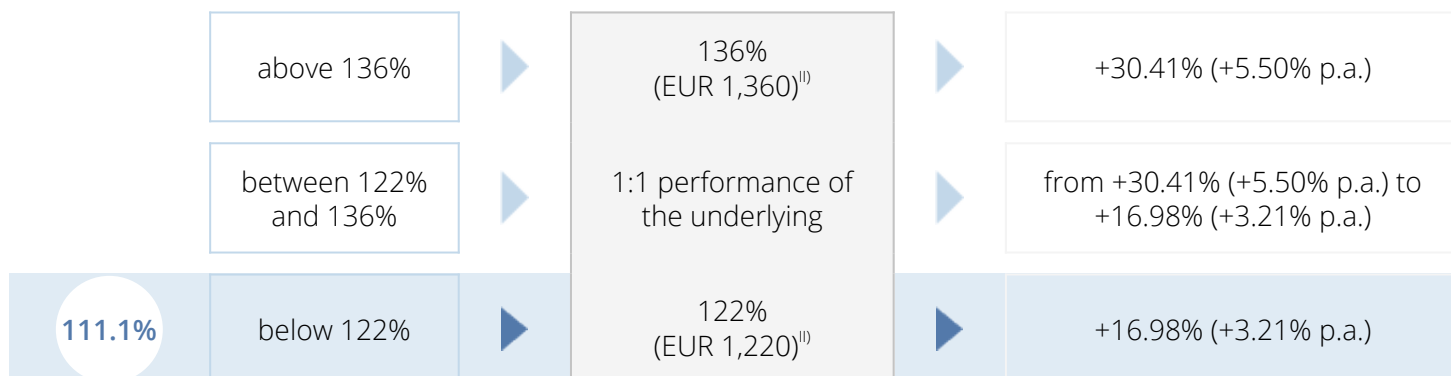 above 136%
136%
(EUR 1,360)II)
+30.41% (+5.50% p.a.)
between 122%
and 136%
1:1 performance of
the underlying
from +30.41% (+5.50% p.a.) to
+16.98% (+3.21% p.a.)
111.1%
below 122%
122%
(EUR 1,220)II)
+16.98% (+3.21% p.a.)